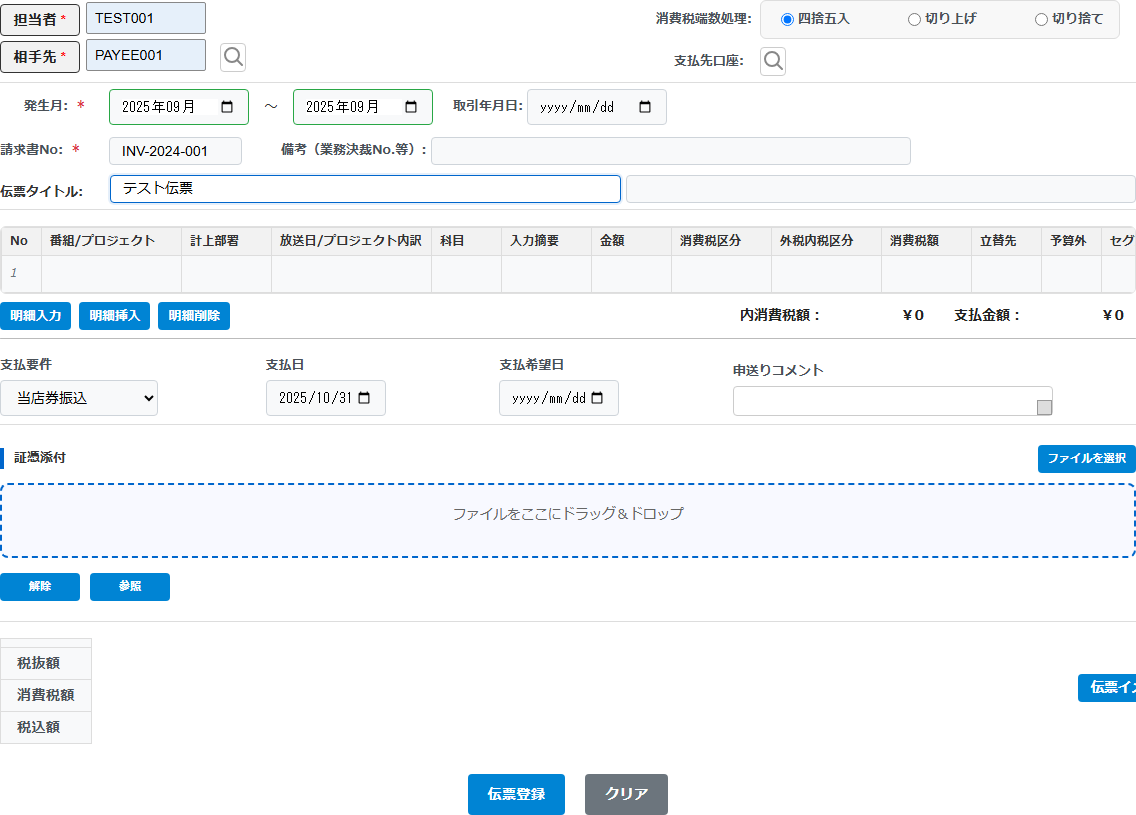 担当者 * TEST001 消費税端数処理: 四捨五入 切り上げ 切り捨て
相手先 * PAYEE001 支払先口座:
発生月: * 2025年09月 ～ 2025年09月 取引年月日: yyyy/mm/dd
請求書No: * INV-2024-001 備考（業務決裁No.等）:
伝票タイトル: テスト伝票
No 番組/プロジェクト 計上部署 放送日/プロジェクト内訳 科目 入力摘要 金額 消費税区分 外税内税区分 消費税額 立替先 予算外 セグ
1
明細入力 明細挿入 明細削除 内消費税額： ¥0 支払金額： ¥0
支払要件 支払日 支払希望日 申送りコメント
当店券振込 2025/10/31 yyyy/mm/dd
証憑添付 ファイルを選択
ファイルをここにドラッグ＆ドロップ
解除 参照
税抜額
消費税額 伝票イ
税込額
伝票登録 クリア